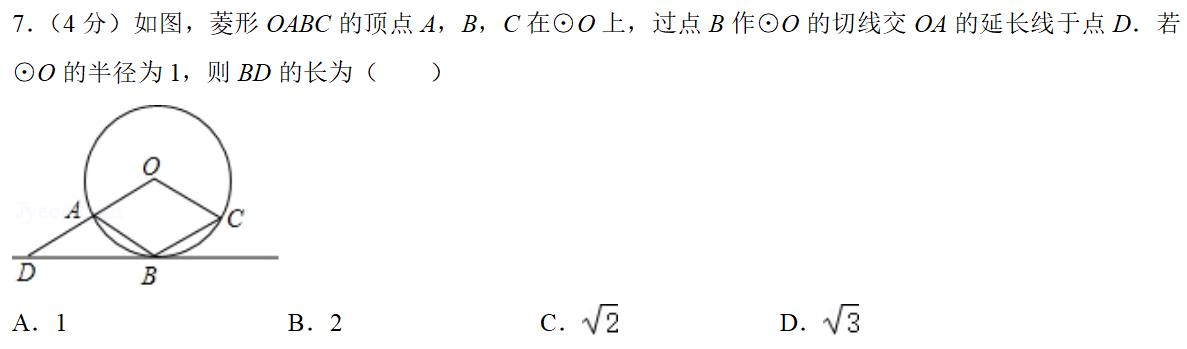 7.（4 分）如图，菱形 OABC 的顶点 A，B，C 在⊙O 上，过点 B 作⊙O 的切线交 OA 的延长线于点 D．若
⊙O 的半径为 1，则 BD 的长为（　　）
O
A
C
D
B
A．1 B．2 C．√2 D．√3